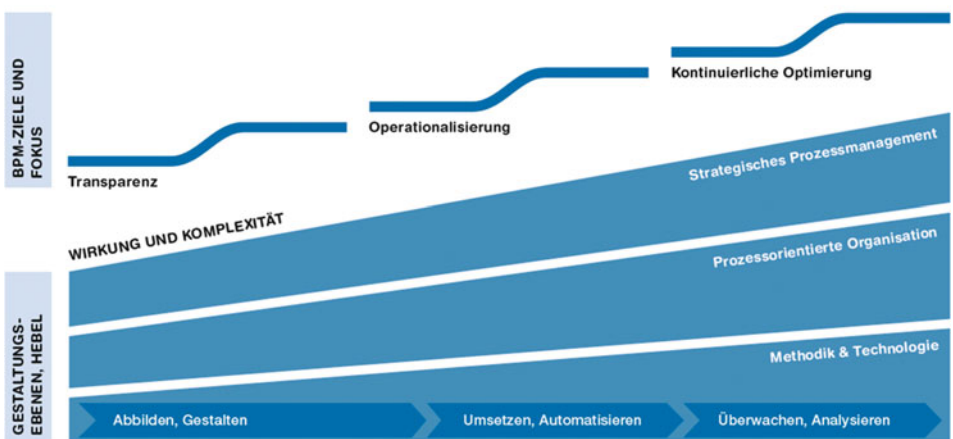 BPM-ZIELE UND
FOKUS
Kontinuierliche Optimierung
Operationalisierung
Transparenz
WIRKUNG UND KOMPLEXITÄT
Strategisches Prozessmanagement
Prozessorientierte Organisation
Methodik & Technologie
GESTALTUNGS-
EBENEN, HEBEL
Abbilden, Gestalten
Umsetzen, Automatisieren
Überwachen, Analysieren